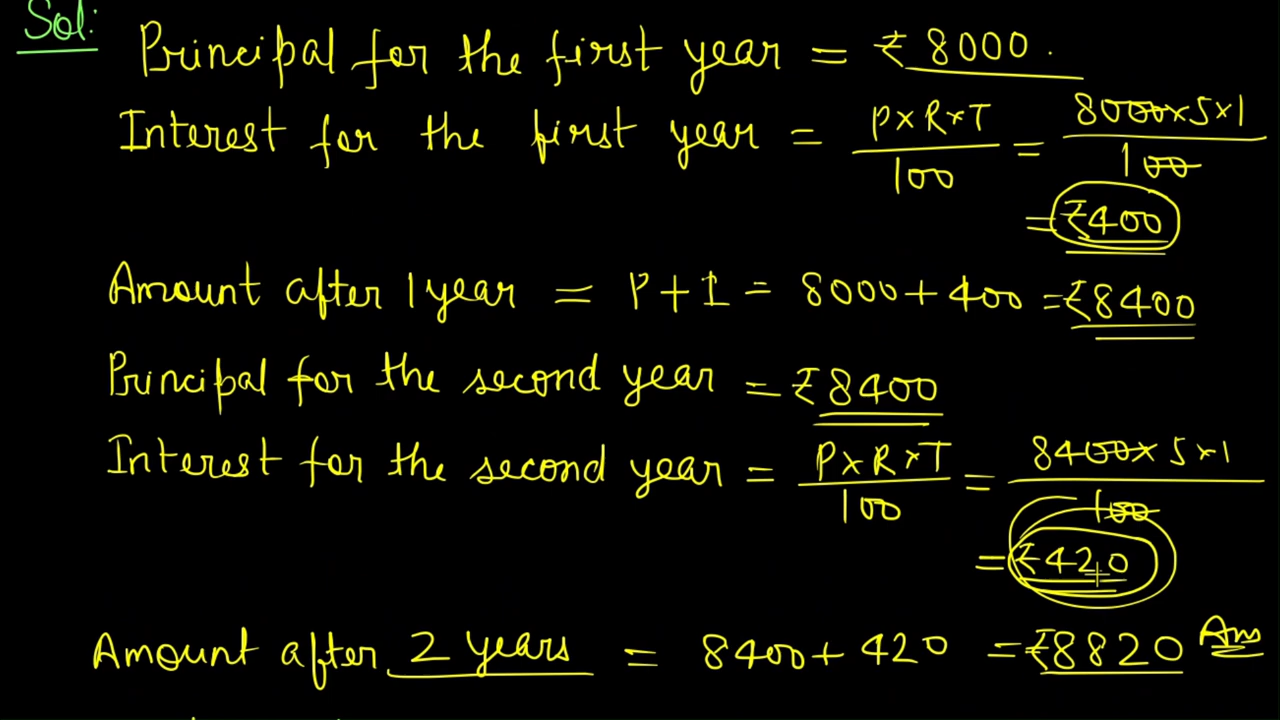 Sol:
Principal for the first year = ₹ 8000.
Interest for the first year = P×R×T/100 = 8000×5×1/100
= ₹400
Amount after 1 year = P+I = 8000+400 = ₹8400
Principal for the second year = ₹8400
Interest for the second year = P×R×T/100 = 8400×5×1/100
= ₹420
Amount after 2 years = 8400+420 = ₹8820 Ans